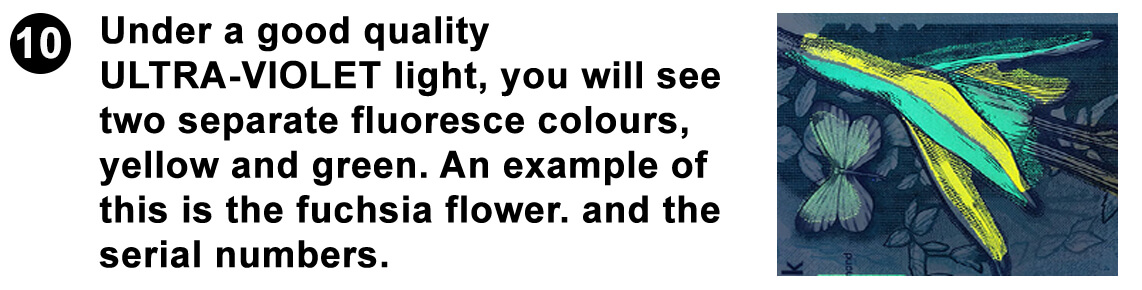 10
Under a good quality
ULTRA-VIOLET light, you will see
two separate fluoresce colours,
yellow and green. An example of
this is the fuchsia flower. and the
serial numbers.
k